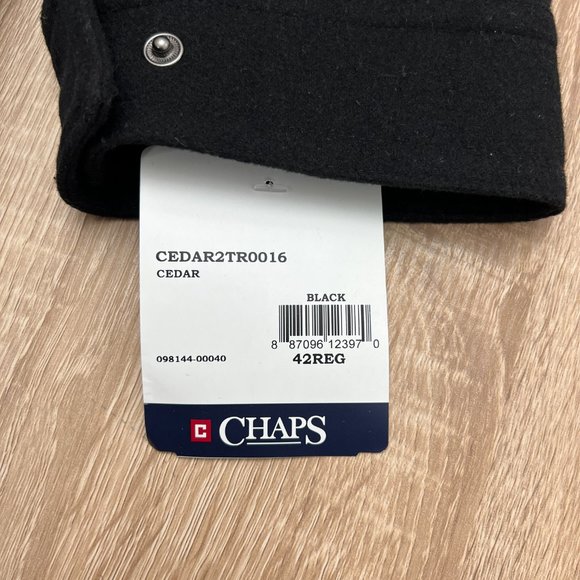 CEDAR2TR0016
CEDAR
BLACK
8 87096 12397 0
098144-00040
42REG
C CHAPS